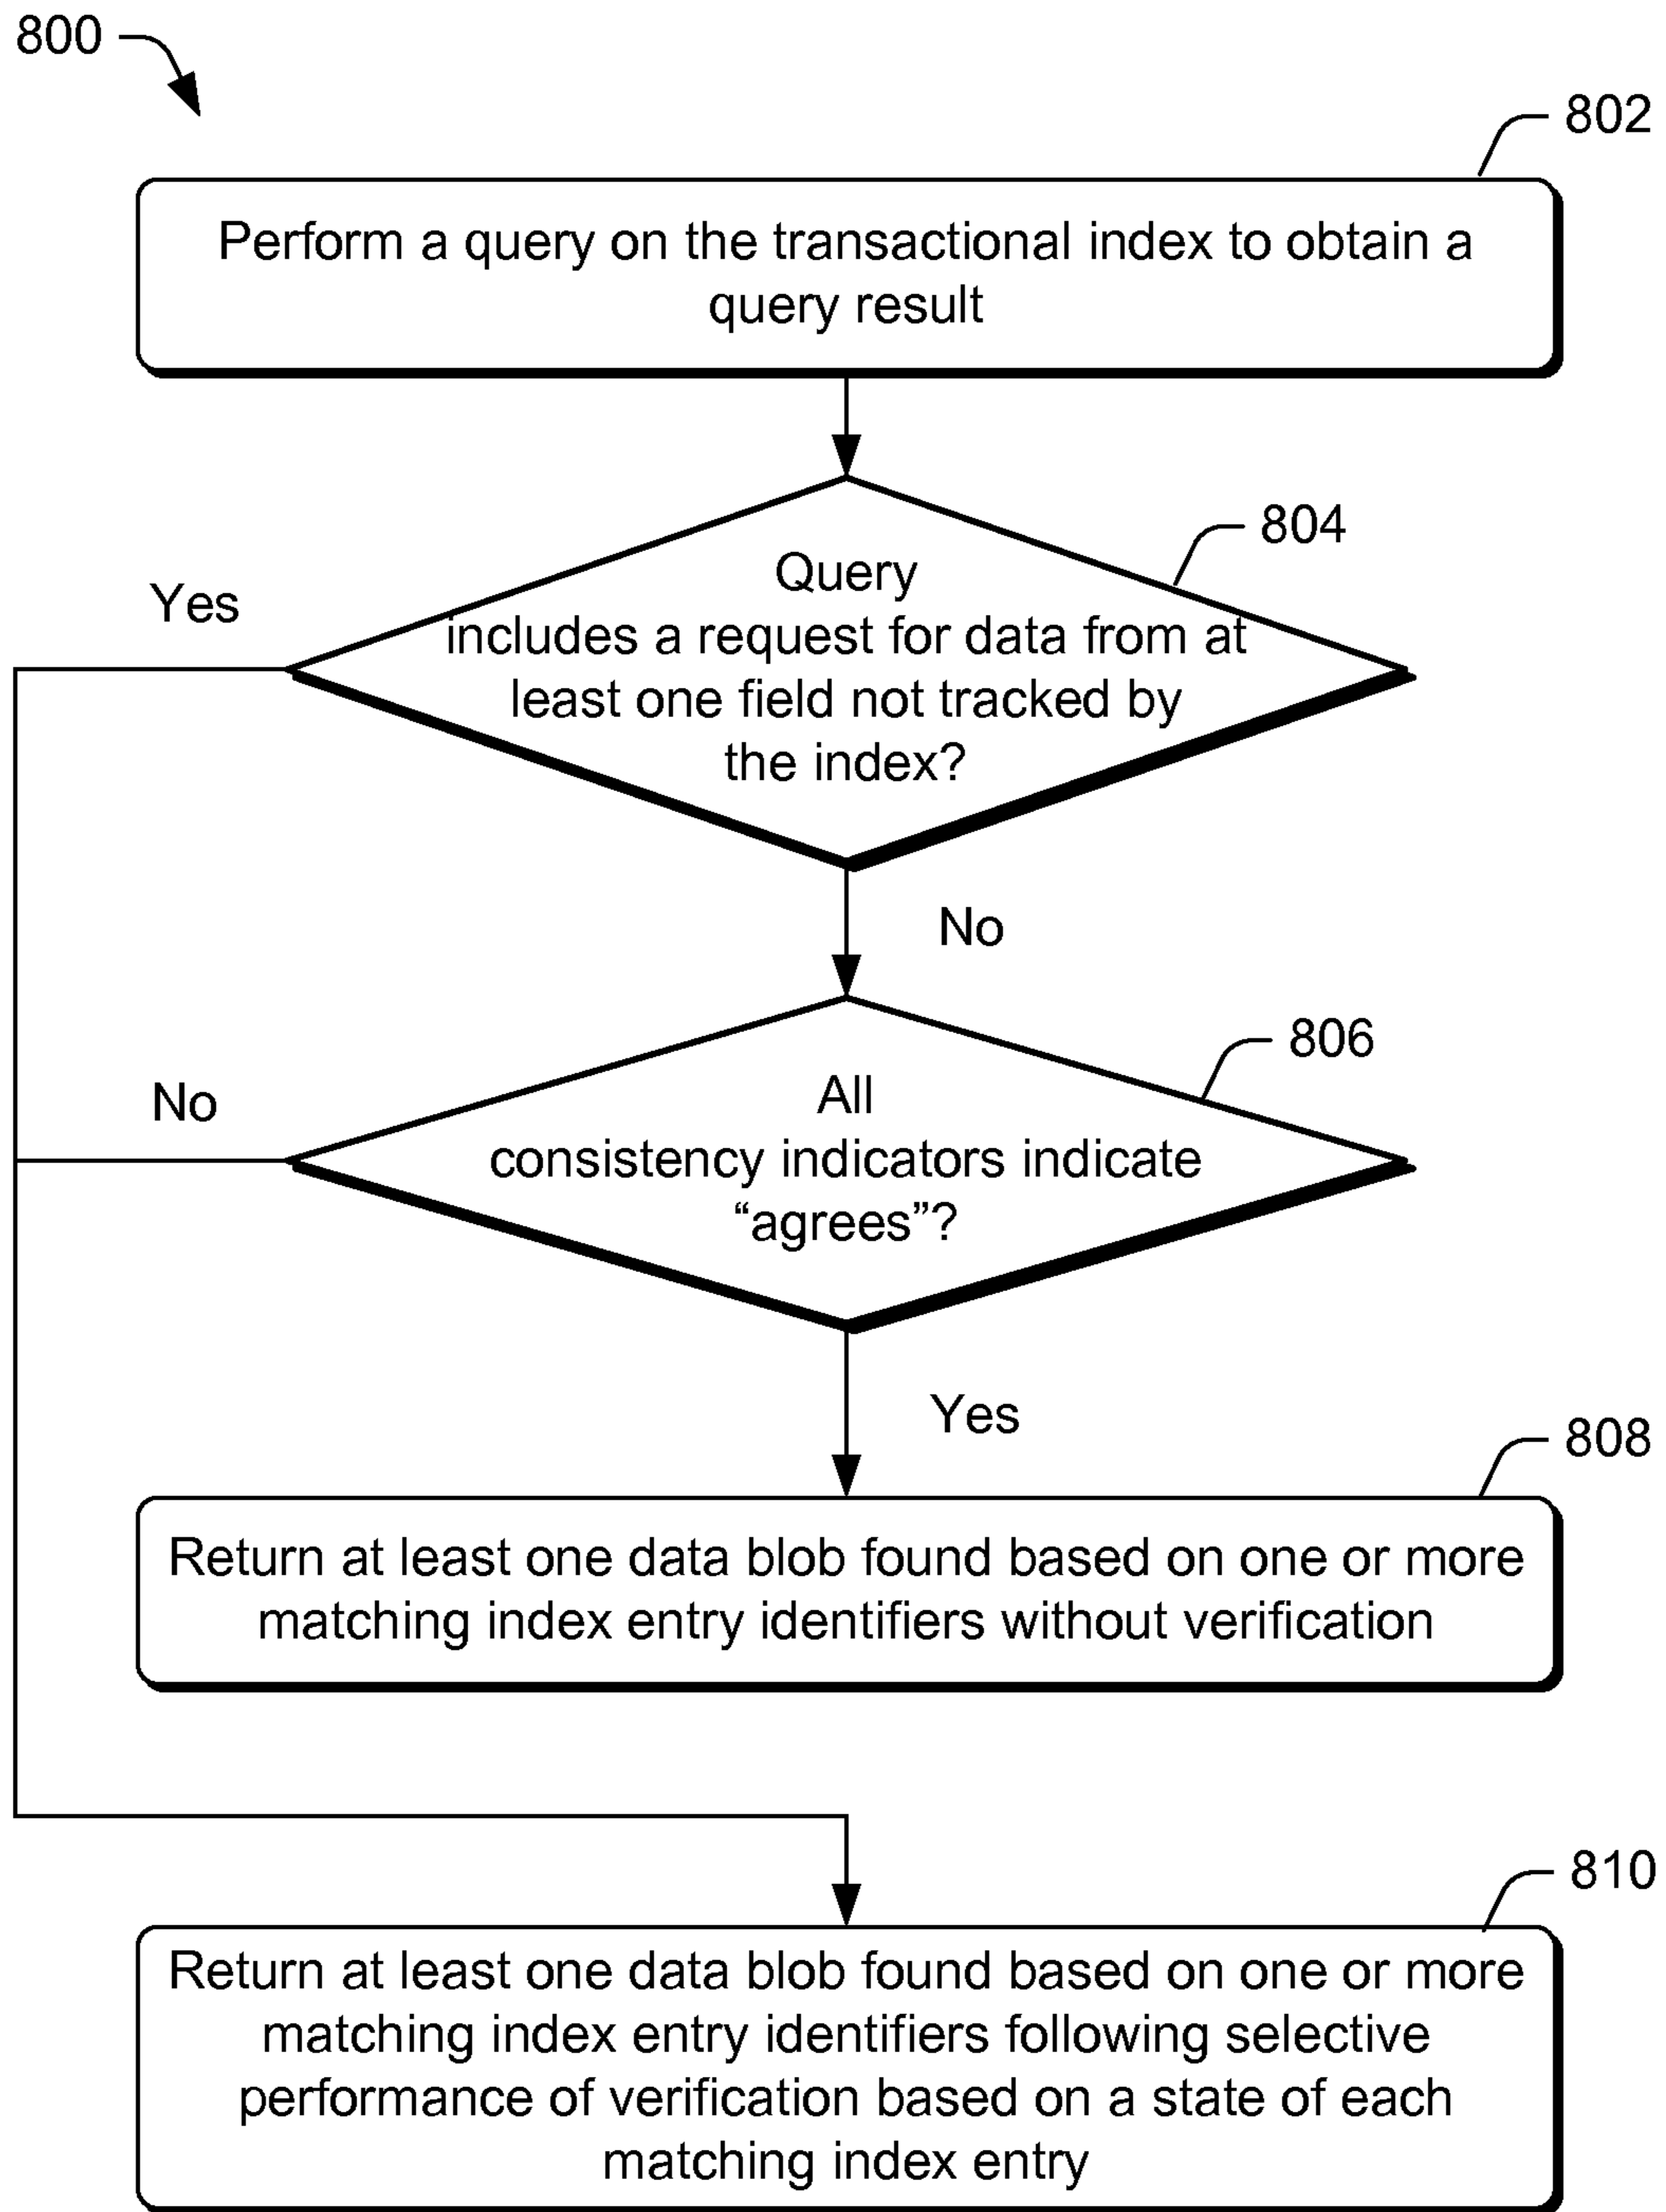 800
802
Perform a query on the transactional index to obtain a
query result
804
Yes
Query
includes a request for data from at
least one field not tracked by
the index?
No
806
No
All
consistency indicators indicate
“agrees”?
Yes
808
Return at least one data blob found based on one or more
matching index entry identifiers without verification
810
Return at least one data blob found based on one or more
matching index entry identifiers following selective
performance of verification based on a state of each
matching index entry